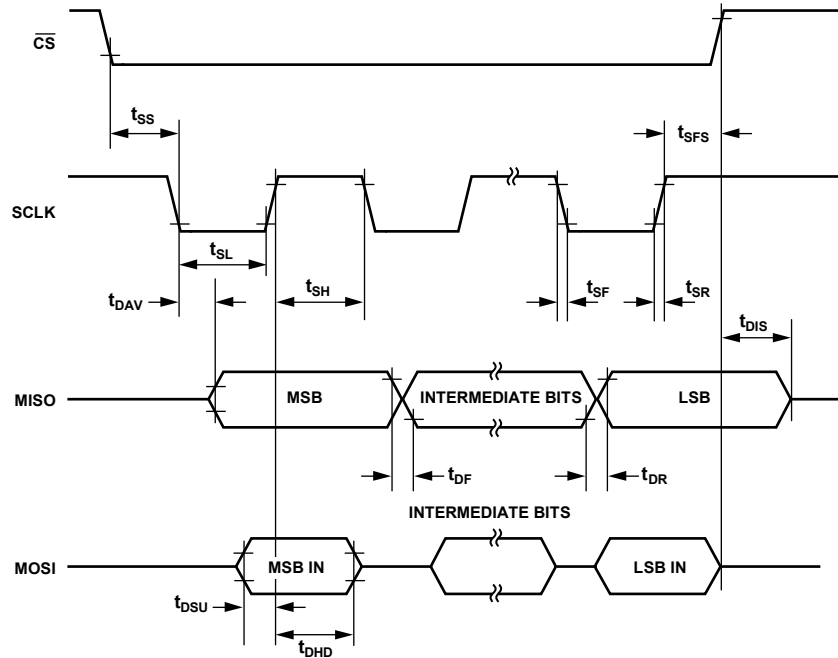 CS
tSS
tSFS
SCLK
tSL
tSH
tSF
tSR
tDAV
tDIS
MISO
MSB
INTERMEDIATE BITS
LSB
tDF
tDR
INTERMEDIATE BITS
MOSI
MSB IN
LSB IN
tDSU
tDHD